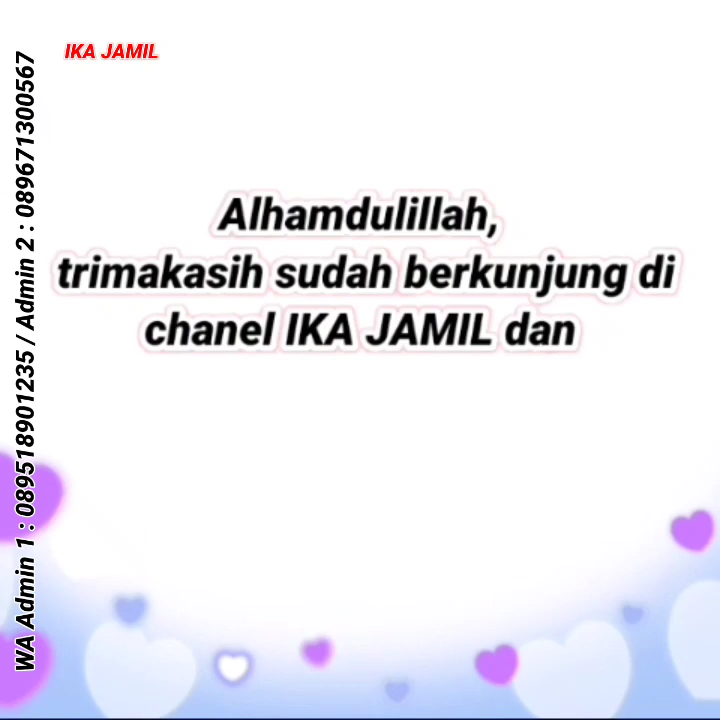 IKA JAMIL
Alhamdulillah,
trimakasih sudah berkunjung di
chanel IKA JAMIL dan
WA Admin 1 : 089518901235 / Admin 2 : 089671300567